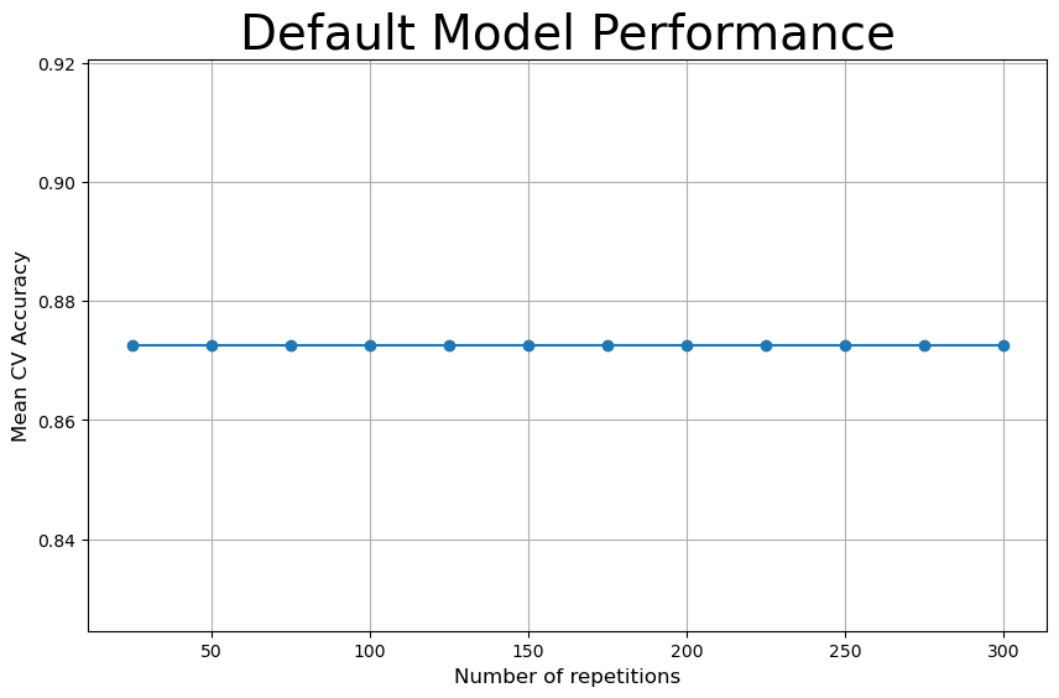 Default Model Performance
0.92
0.90
0.88
0.86
0.84
Mean CV Accuracy
50 100 150 200 250 300
Number of repetitions